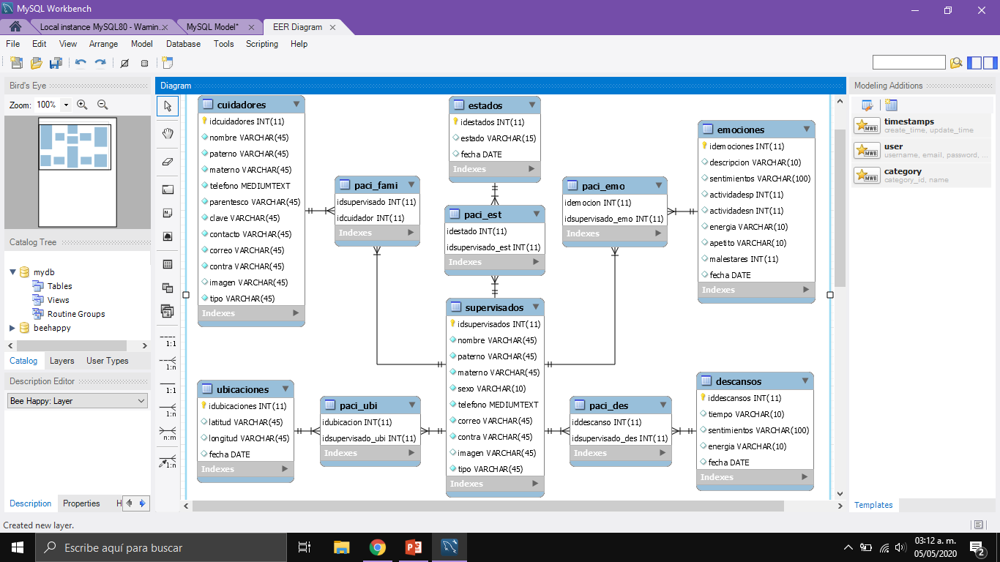 MySQL Workbench
Local instance MySQL80 - Warnin...
MySQL Model*
EER Diagram
File Edit View Arrange Model Database Tools Scripting Help
Bird's Eye
Zoom: 100%
Catalog Tree
mydb
Tables
Views
Routine Groups
beehappy
Catalog Layers User Types
Description Editor
Bee Happy: Layer
Description Properties H
Created new layer.
1:1
1:n
1:1
1:n
n:m
1:n
Diagram
cuidadores
idcuidadores INT(11)
nombre VARCHAR(45)
paterno VARCHAR(45)
materno VARCHAR(45)
telefono MEDIUMTEXT
parentesco VARCHAR(45)
clave VARCHAR(45)
contacto VARCHAR(45)
correo VARCHAR(45)
contra VARCHAR(45)
imagen VARCHAR(45)
tipo VARCHAR(45)
Indexes
paci_fami
idsupervisado INT(11)
idcuidador INT(11)
Indexes
estados
idestados INT(11)
estado VARCHAR(15)
fecha DATE
Indexes
paci_est
idestado INT(11)
idsupervisado_est INT(11)
Indexes
paci_emo
idemocion INT(11)
idsupervisado_emo INT(11)
Indexes
emociones
idemociones INT(11)
descripcion VARCHAR(10)
sentimientos VARCHAR(100)
actividadesp INT(11)
actividadesn INT(11)
energia VARCHAR(10)
apetito VARCHAR(10)
malestares INT(11)
fecha DATE
Indexes
supervisados
idsupervisados INT(11)
nombre VARCHAR(45)
paterno VARCHAR(45)
materno VARCHAR(45)
sexo VARCHAR(10)
telefono MEDIUMTEXT
correo VARCHAR(45)
contra VARCHAR(45)
imagen VARCHAR(45)
tipo VARCHAR(45)
Indexes
ubicaciones
idubicaciones INT(11)
latitud VARCHAR(45)
longitud VARCHAR(45)
fecha DATE
Indexes
paci_ubi
idubicacion INT(11)
idsupervisado_ubi INT(11)
Indexes
paci_des
iddescanso INT(11)
idsupervisado_des INT(11)
Indexes
descansos
iddescansos INT(11)
tiempo VARCHAR(10)
sentimientos VARCHAR(100)
energia VARCHAR(10)
fecha DATE
Indexes
Modeling Additions
MWB
timestamps
create_time, update_time
MWB
user
username, email, password, ...
MWB
category
category_id, name
Templates
Escribe aquí para buscar
03:12 a. m.
05/05/2020
2